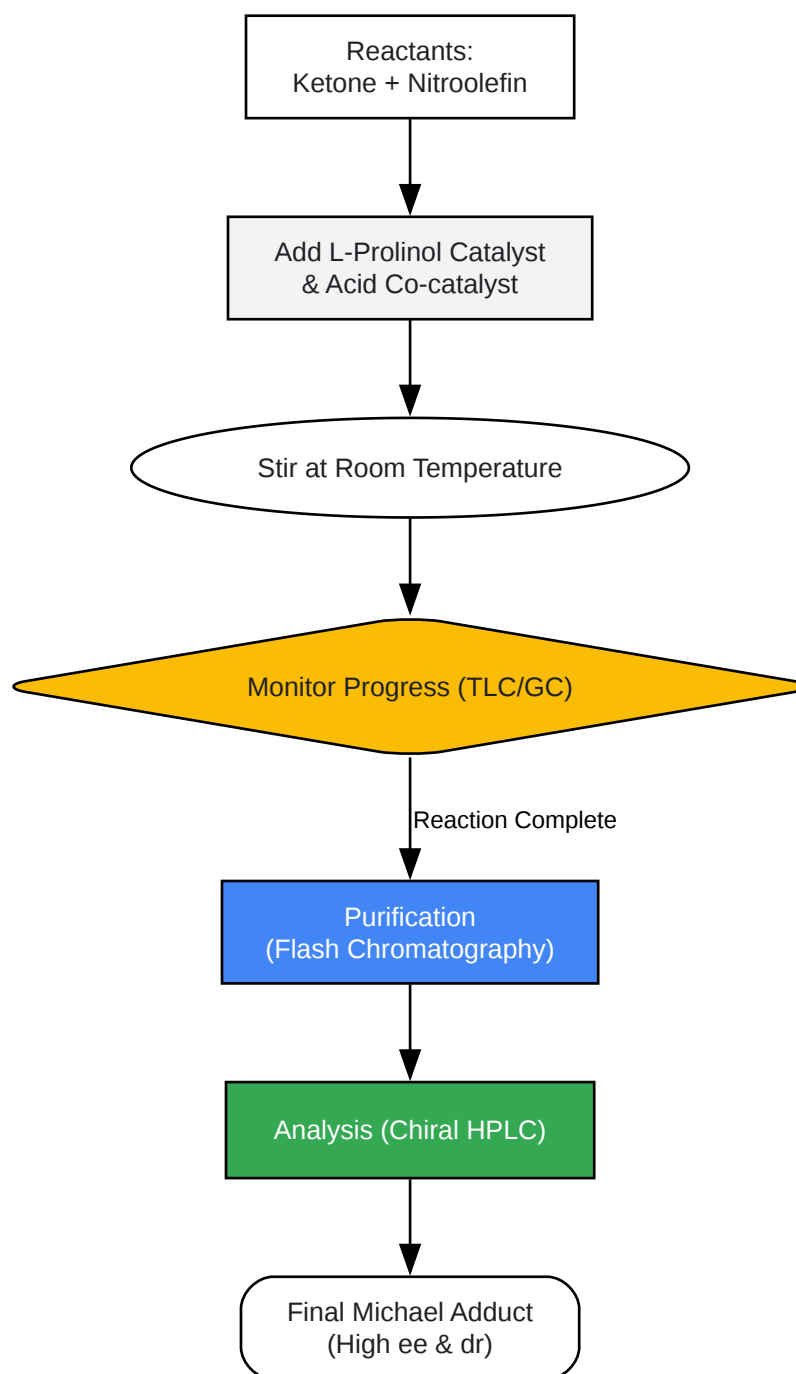 Reactants:
Ketone + Nitroolefin
Add L-Prolinol Catalyst
& Acid Co-catalyst
Stir at Room Temperature
Monitor Progress (TLC/GC)
Reaction Complete
Purification
(Flash Chromatography)
Analysis (Chiral HPLC)
Final Michael Adduct
(High ee & dr)